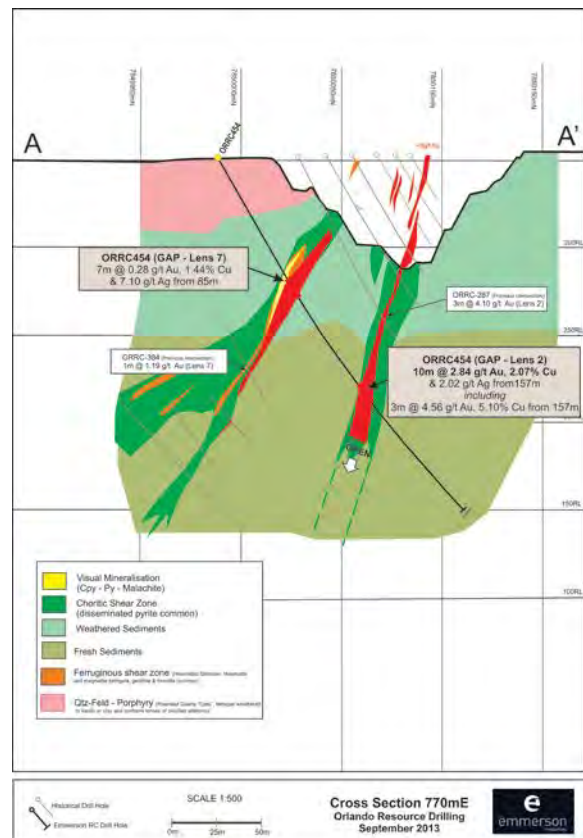 A
A'
ORRC454
ORRC454 (GAP - Lens 7)
7m @ 0.28 g/t Au, 1.44% Cu
& 7.10 g/t Ag from 85m
ORRC-287
3m @ 4.10 g/t Au (Lens 2)
1m @ 1.19 g/t Au (Lens 7)
ORRC454 (GAP - Lens 2)
10m @ 2.84 g/t Au, 2.07% Cu
& 2.02 g/t Ag from157m
including
3m @ 4.56 g/t Au, 5.10% Cu from 157m
250RL
OPEN
150RL
100RL
Visual Mineralisation
(Cpy - Py - Malachite)
Chloritic Shear Zone
(disseminated pyrite common)
Weathered Sediments
Fresh Sediments
Ferruginous shear zone
Qtz-Feld - Porphyry
Historical Drill Hole
Emmerson RC Drill Hole
SCALE 1:500
0m 25m 50m
Cross Section 770mE
Orlando Resource Drilling
September 2013
e
emmerson